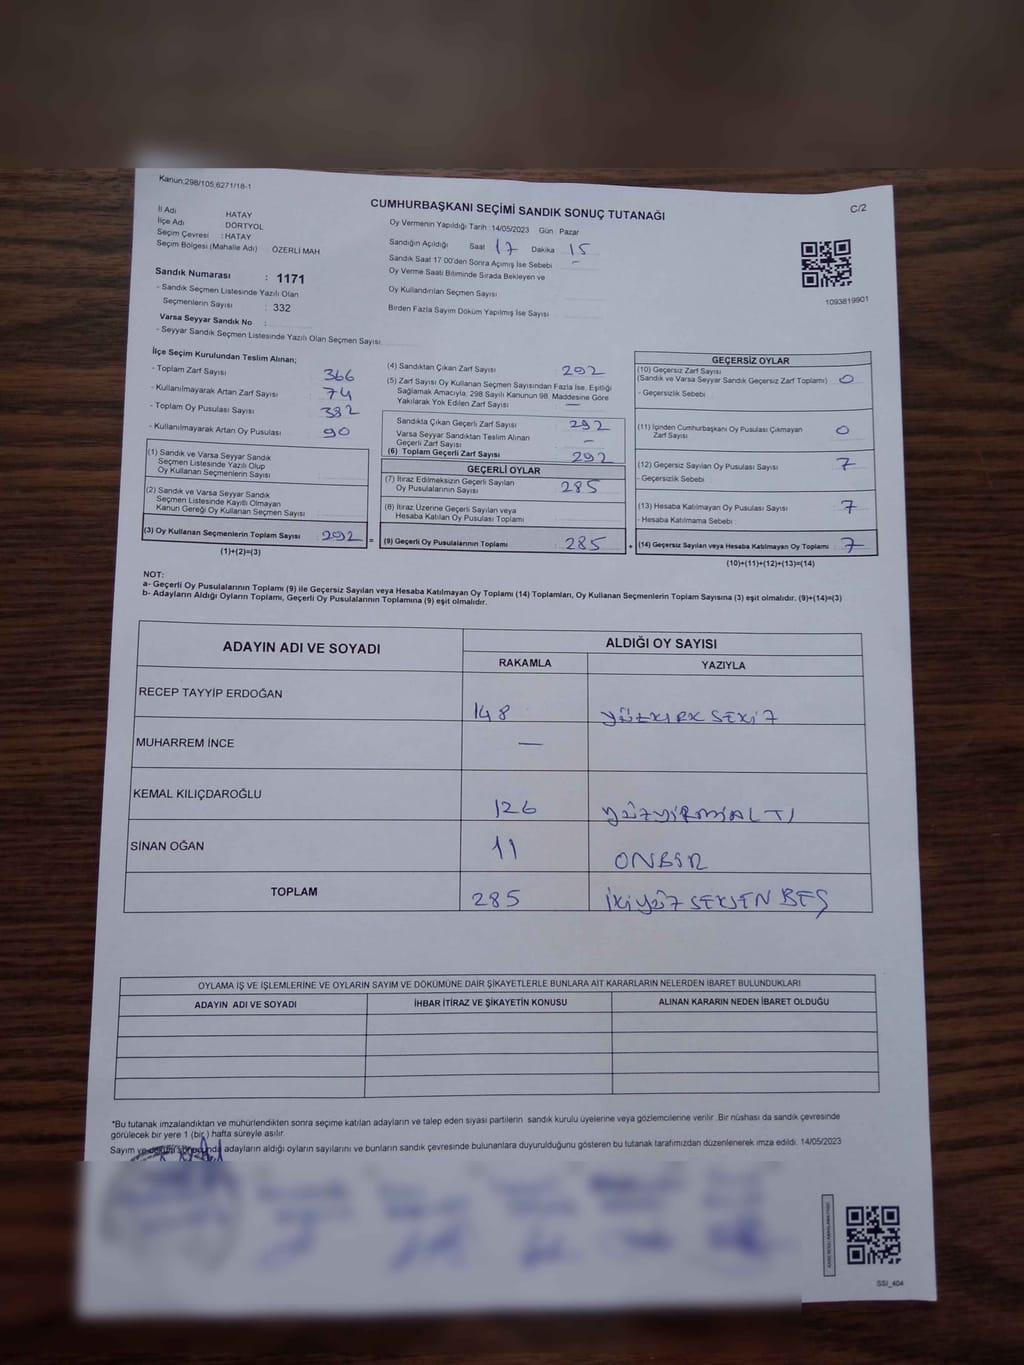 Kanun;298/105;6271/18-1
C/2
CUMHURBAŞKANI SEÇİMİ SANDIK SONUÇ TUTANAĞI
İl Adı HATAY
İlçe Adı DÖRTYOL
Seçim Çevresi : HATAY
Seçim Bölgesi (Mahalle Adı) ÖZERLİ MAH
Oy Vermenin Yapıldığı Tarih : 14/05/2023 Gün : Pazar
Sandığın Açıldığı Saat 17 Dakika 15
Sandık Saat 17 00'den Sonra Açımış İse Sebebi -
Oy Verme Saati Bitiminde Sırada Bekleyen ve
Oy Kullandırılan Seçmen Sayısı
Birden Fazla Sayım Döküm Yapılmış İse Sayısı
1093819901
Sandık Numarası : 1171
- Sandık Seçmen Listesinde Yazılı Olan
Seçmenlerin Sayısı : 332
Varsa Seyyar Sandık No :
- Seyyar Sandık Seçmen Listesinde Yazılı Olan Seçmen Sayısı
İlçe Seçim Kurulundan Teslim Alınan;
- Toplam Zarf Sayısı 366
- Kullanılmayarak Artan Zarf Sayısı 74
- Toplam Oy Pusulası Sayısı 382
- Kullanılmayarak Artan Oy Pusulası 90
(1) Sandık ve Varsa Seyyar Sandık
Seçmen Listesinde Yazılı Olup
Oy Kullanan Seçmenlerin Sayısı
(2) Sandık ve Varsa Seyyar Sandık
Seçmen Listesinde Kayıtlı Olmayan
Kanun Gereği Oy Kullanan Seçmen Sayısı
(3) Oy Kullanan Seçmenlerin Toplam Sayısı : 292 =
(1)+(2)=(3)
(4) Sandıktan Çıkan Zarf Sayısı 292
(5) Zarf Sayısı Oy Kullanan Seçmen Sayısından Fazla İse, Eşitliği
Sağlamak Amacıyla, 298 Sayılı Kanunun 98. Maddesine Göre
Yakılarak Yok Edilen Zarf Sayısı —
Sandıkta Çıkan Geçerli Zarf Sayısı 292
Varsa Seyyar Sandıktan Teslim Alınan
Geçerli Zarf Sayısı -
(6) Toplam Geçerli Zarf Sayısı 292
GEÇERLİ OYLAR
(7) İtiraz Edilmeksizin Geçerli Sayılan
Oy Pusulalarının Sayısı 285
(8) İtiraz Üzerine Geçerli Sayılan veya
Hesaba Katılan Oy Pusulası Toplamı
(9) Geçerli Oy Pusulalarının Toplamı 285 +
GEÇERSİZ OYLAR
(10) Geçersiz Zarf Sayısı
(Sandık ve Varsa Seyyar Sandık Geçersiz Zarf Toplamı) 0
- Geçersizlik Sebebi
(11) İçinden Cumhurbaşkanı Oy Pusulası Çıkmayan
Zarf Sayısı 0
(12) Geçersiz Sayılan Oy Pusulası Sayısı 7
- Geçersizlik Sebebi
(13) Hesaba Katılmayan Oy Pusulası Sayısı 7
- Hesaba Katılmama Sebebi
(14) Geçersiz Sayılan veya Hesaba Katılmayan Oy Toplamı 7
(10)+(11)+(12)+(13)=(14)
NOT:
a- Geçerli Oy Pusulalarının Toplamı (9) ile Geçersiz Sayılan veya Hesaba Katılmayan Oy Toplamı (14) Toplamları, Oy Kullanan Seçmenlerin Toplam Sayısına (3) eşit olmalıdır. (9)+(14)=(3)
b- Adayların Aldığı Oyların Toplamı, Geçerli Oy Pusulalarının Toplamına (9) eşit olmalıdır.
ADAYIN ADI VE SOYADI
ALDIĞI OY SAYISI
RAKAMLA YAZIYLA
RECEP TAYYİP ERDOĞAN 148 YÜZKIRK SEKİZ
MUHARREM İNCE —
KEMAL KILIÇDAROĞLU 126 YÜZYİRMİALTI
SİNAN OĞAN 11 ONBİR
TOPLAM 285 İKİYÜZ SEKSEN BEŞ
OYLAMA İŞ VE İŞLEMLERİNE VE OYLARIN SAYIM VE DÖKÜMÜNE DAİR ŞİKAYETLERLE BUNLARA AİT KARARLARIN NELERDEN İBARET BULUNDUKLARI
ADAYIN ADI VE SOYADI İHBAR İTİRAZ VE ŞİKAYETİN KONUSU ALINAN KARARIN NEDEN İBARET OLDUĞU
*Bu tutanak imzalandıktan ve mühürlendikten sonra seçime katılan adayların ve talep eden siyasi partilerin sandık kurulu üyelerine veya gözlemcilerine verilir. Bir nüshası da sandık çevresinde
görülecek bir yere 1 (bir) hafta süreyle asılır.
Sayım ve döküm sonucunda adayların aldığı oyların sayılarını ve bunların sandık çevresinde bulunanlara duyurulduğunu gösteren bu tutanak tarafımızdan düzenlenerek imza edildi. 14/05/2023
SSI_404